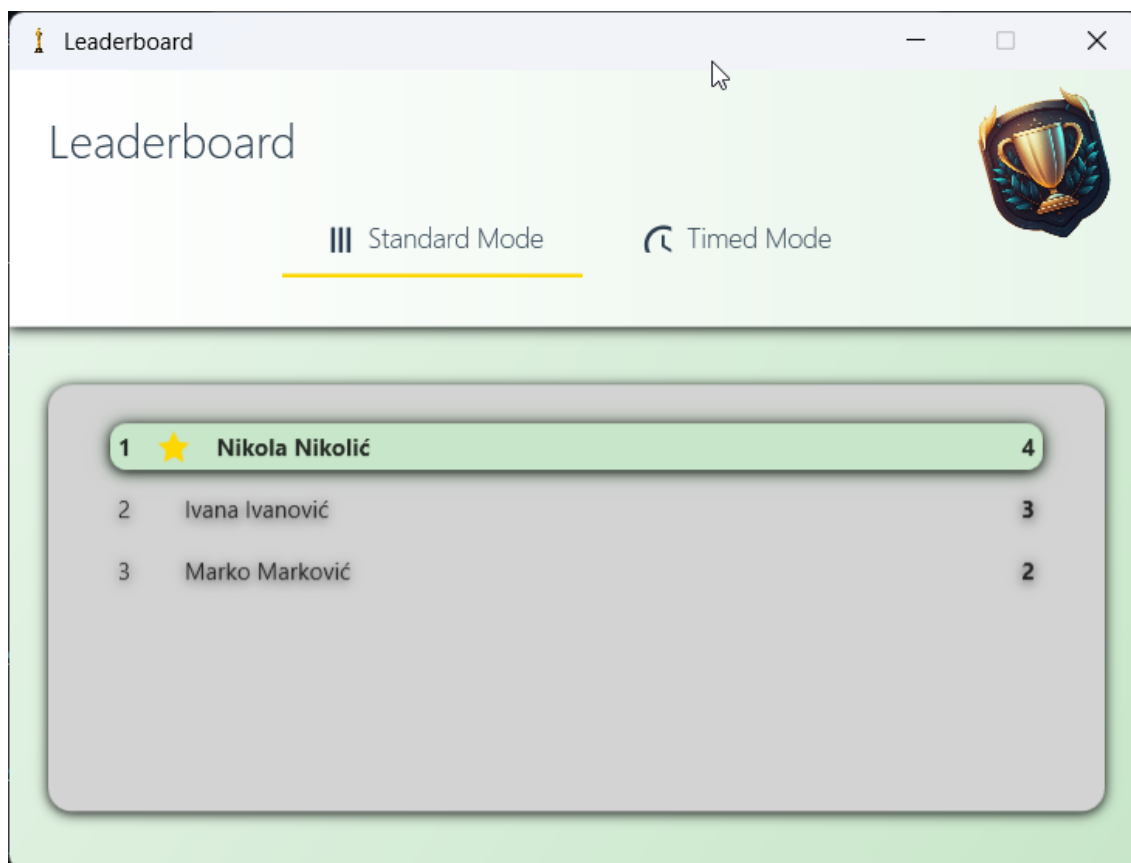 Leaderboard
Leaderboard
Standard Mode Timed Mode
1 Nikola Nikolić 4
2 Ivana Ivanović 3
3 Marko Marković 2